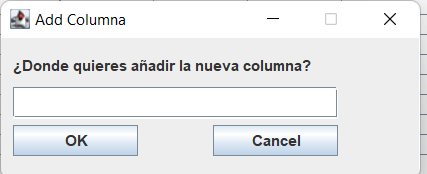 Add Columna
¿Donde quieres añadir la nueva columna?
OK
Cancel